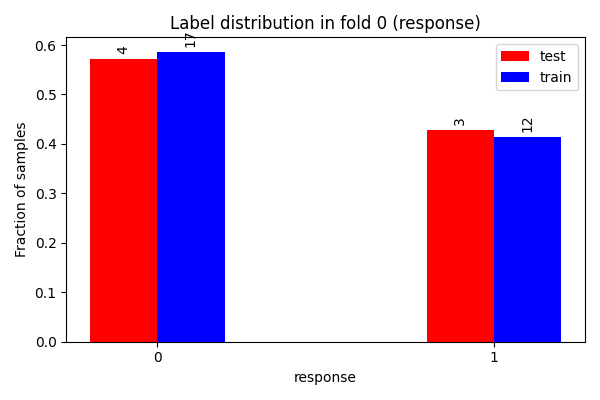 Label distribution in fold 0 (response)
Fraction of samples
0.6
0.5
0.4
0.3
0.2
0.1
0.0
4
17
3
12
test
train
0
1
response